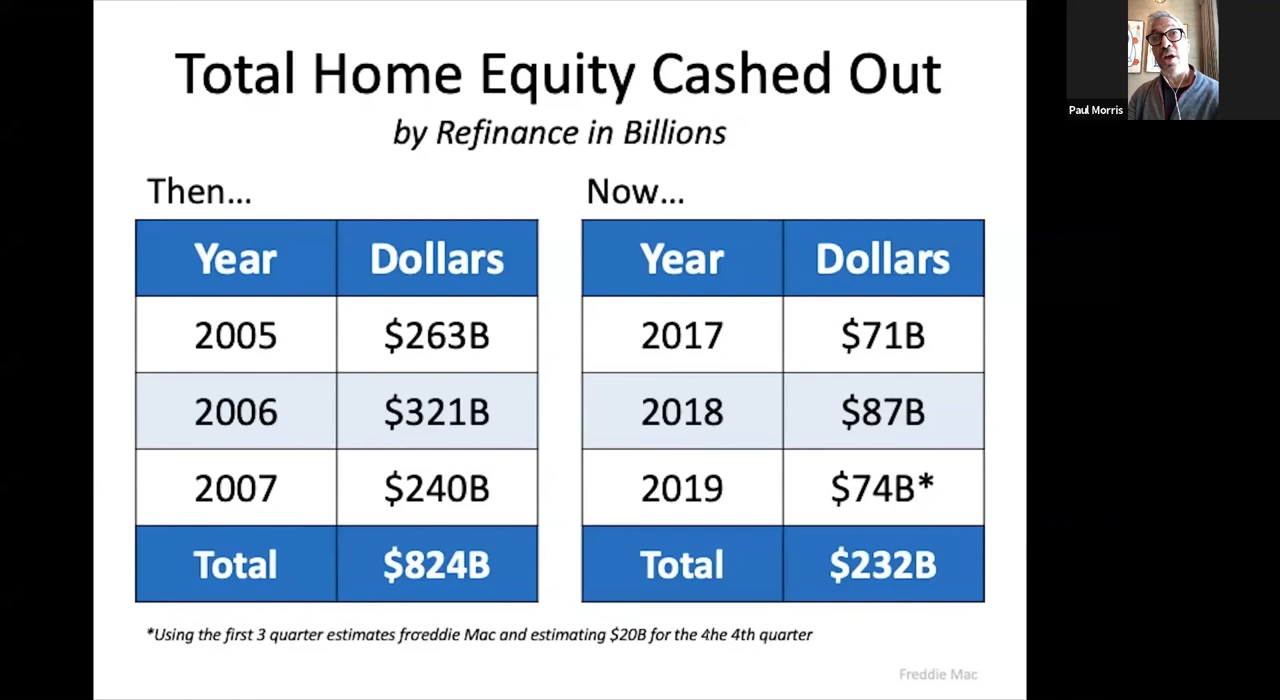 Total Home Equity Cashed Out
by Refinance in Billions
Then...
Year Dollars
2005 $263B
2006 $321B
2007 $240B
Total $824B
Now...
Year Dollars
2017 $71B
2018 $87B
2019 $74B*
Total $232B
*Using the first 3 quarter estimates froeddie Mac and estimating $20B for the 4he 4th quarter
Freddie Mac
Paul Morris